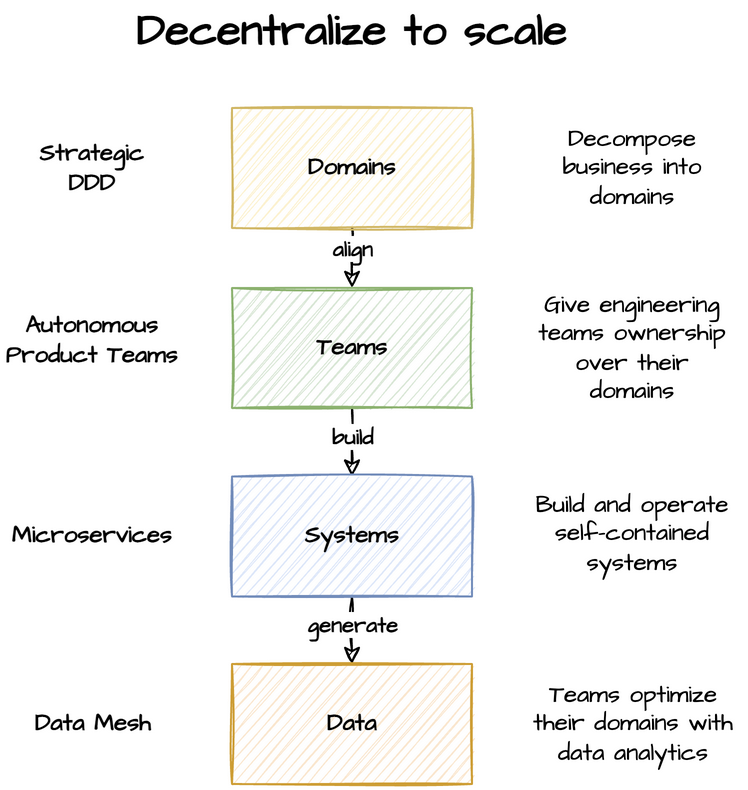 Decentralize to scale
Strategic
DDD
Domains
Decompose
business into
domains
align
Autonomous
Product Teams
Teams
Give engineering
teams ownership
over their
domains
build
Microservices
Systems
Build and operate
self-contained
systems
generate
Data Mesh
Data
Teams optimize
their domains with
data analytics